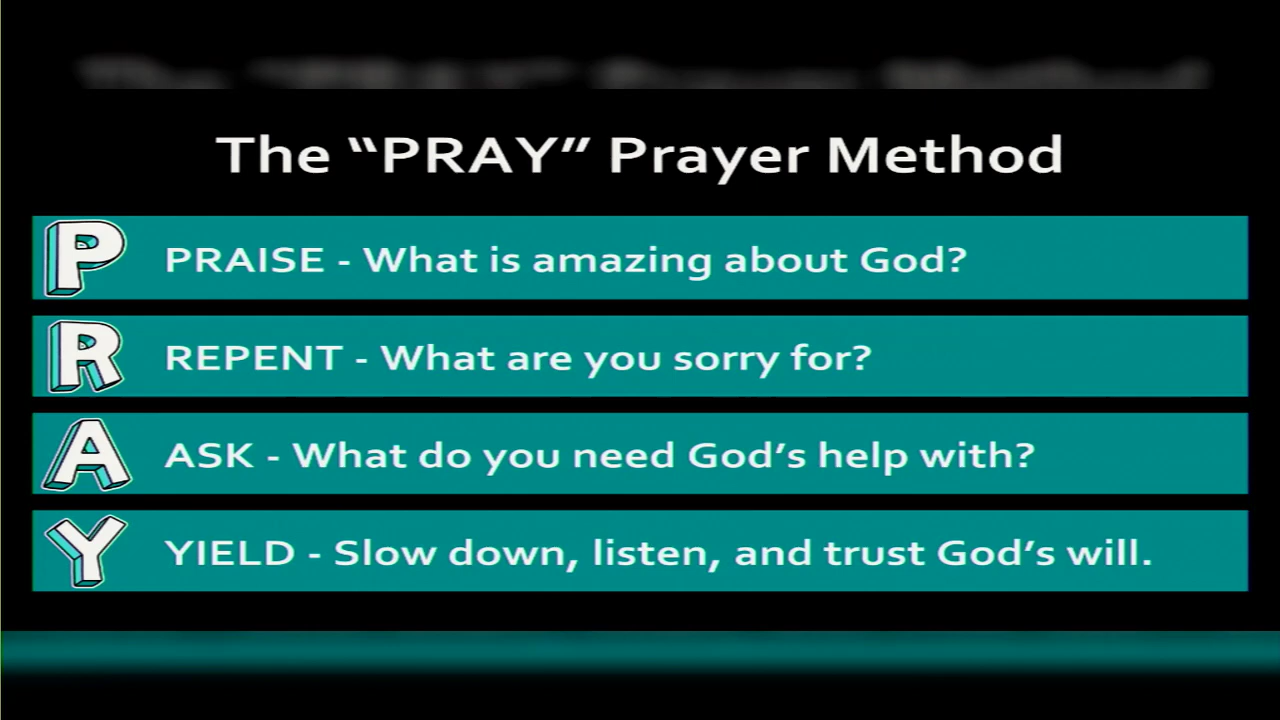 The “PRAY” Prayer Method
P PRAISE - What is amazing about God?
R REPENT - What are you sorry for?
A ASK - What do you need God’s help with?
Y YIELD - Slow down, listen, and trust God’s will.